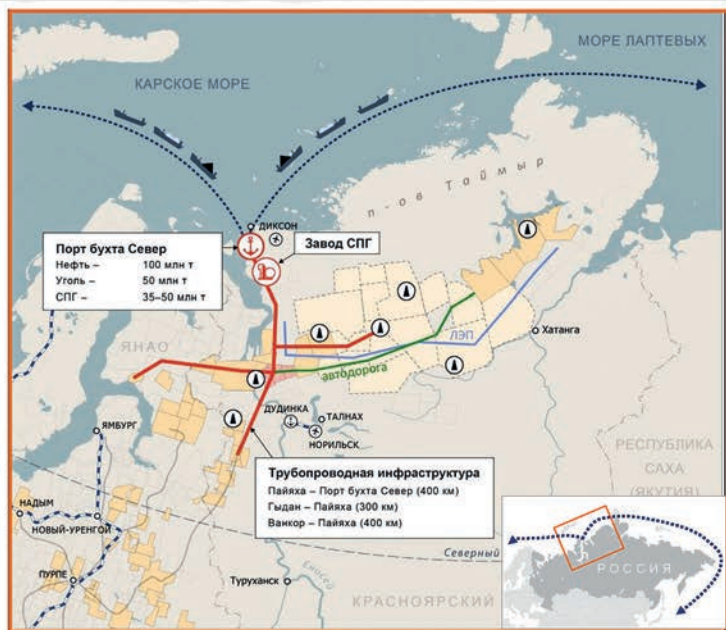 МОРЕ ЛАПТЕВЫХ
КАРСКОЕ МОРЕ
п-ов Таймыр
ДИКСОН
Порт бухта Север
Нефть – 100 млн т
Уголь – 50 млн т
СПГ – 35–50 млн т
Завод СПГ
Хатанга
ЛЭП
автодорога
ЯНАО
ДУДИНКА
ТАЛНАХ
НОРИЛЬСК
ЯМБУРГ
РЕСПУБЛИКА
САХА
(ЯКУТИЯ)
Трубопроводная инфраструктура
Пайяха – Порт бухта Север (400 км)
Гыдан – Пайяха (300 км)
Ванкор – Пайяха (400 км)
НАДЫМ
НОВЫЙ-УРЕНГОЙ
Северный
ПУРПЕ
Туруханск
Енисей
КРАСНОЯРСКИЙ
РОССИЯ